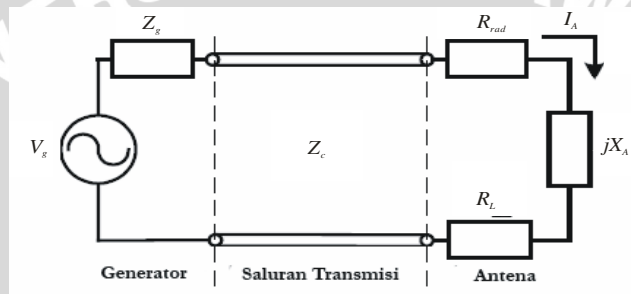 Z_g
R_rad
I_A
V_g
Z_c
jX_A
R_L
Generator
Saluran Transmisi
Antena